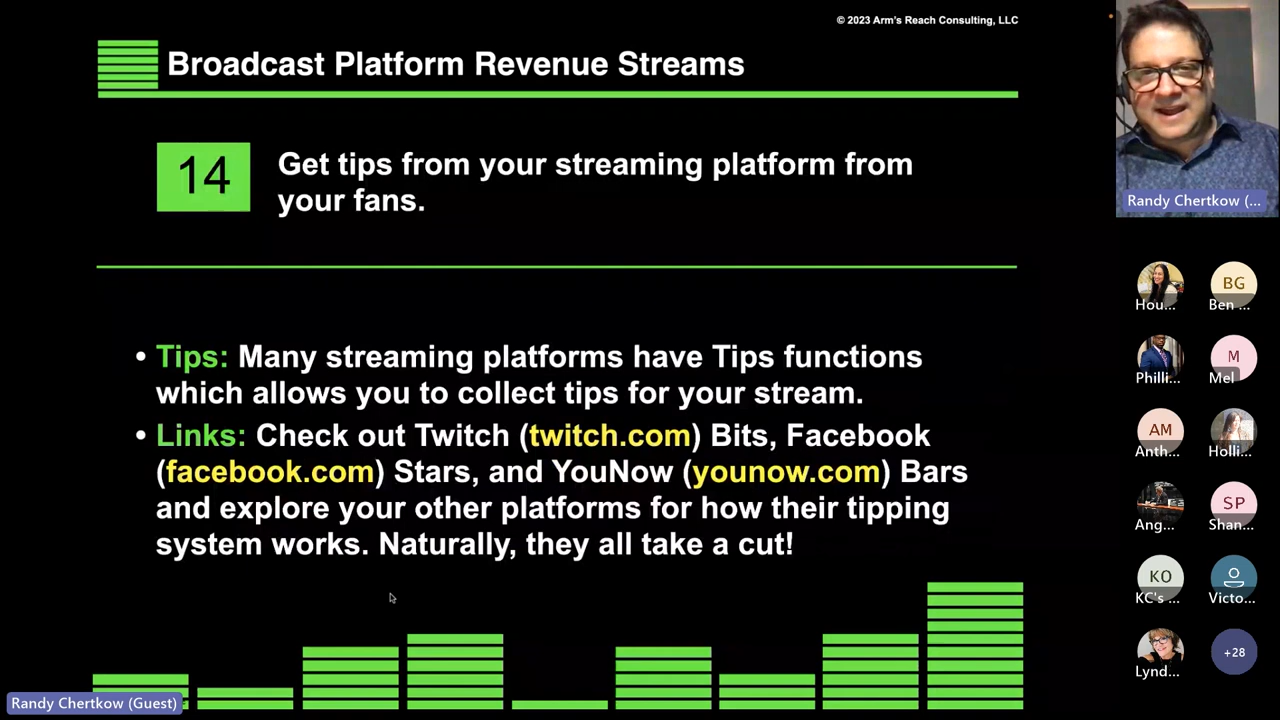 © 2023 Arm's Reach Consulting, LLC
Broadcast Platform Revenue Streams
14
Get tips from your streaming platform from
your fans.
• Tips: Many streaming platforms have Tips functions
which allows you to collect tips for your stream.
• Links: Check out Twitch (twitch.com) Bits, Facebook
(facebook.com) Stars, and YouNow (younow.com) Bars
and explore your other platforms for how their tipping
system works. Naturally, they all take a cut!
Randy Chertkow (Guest)
Randy Chertkow (...
Hou...
BG
Ben ...
Philli...
M
Mel
AM
Anth...
Holli...
Ang...
SP
Shan...
KO
KC's ...
Victo...
Lynd...
+28